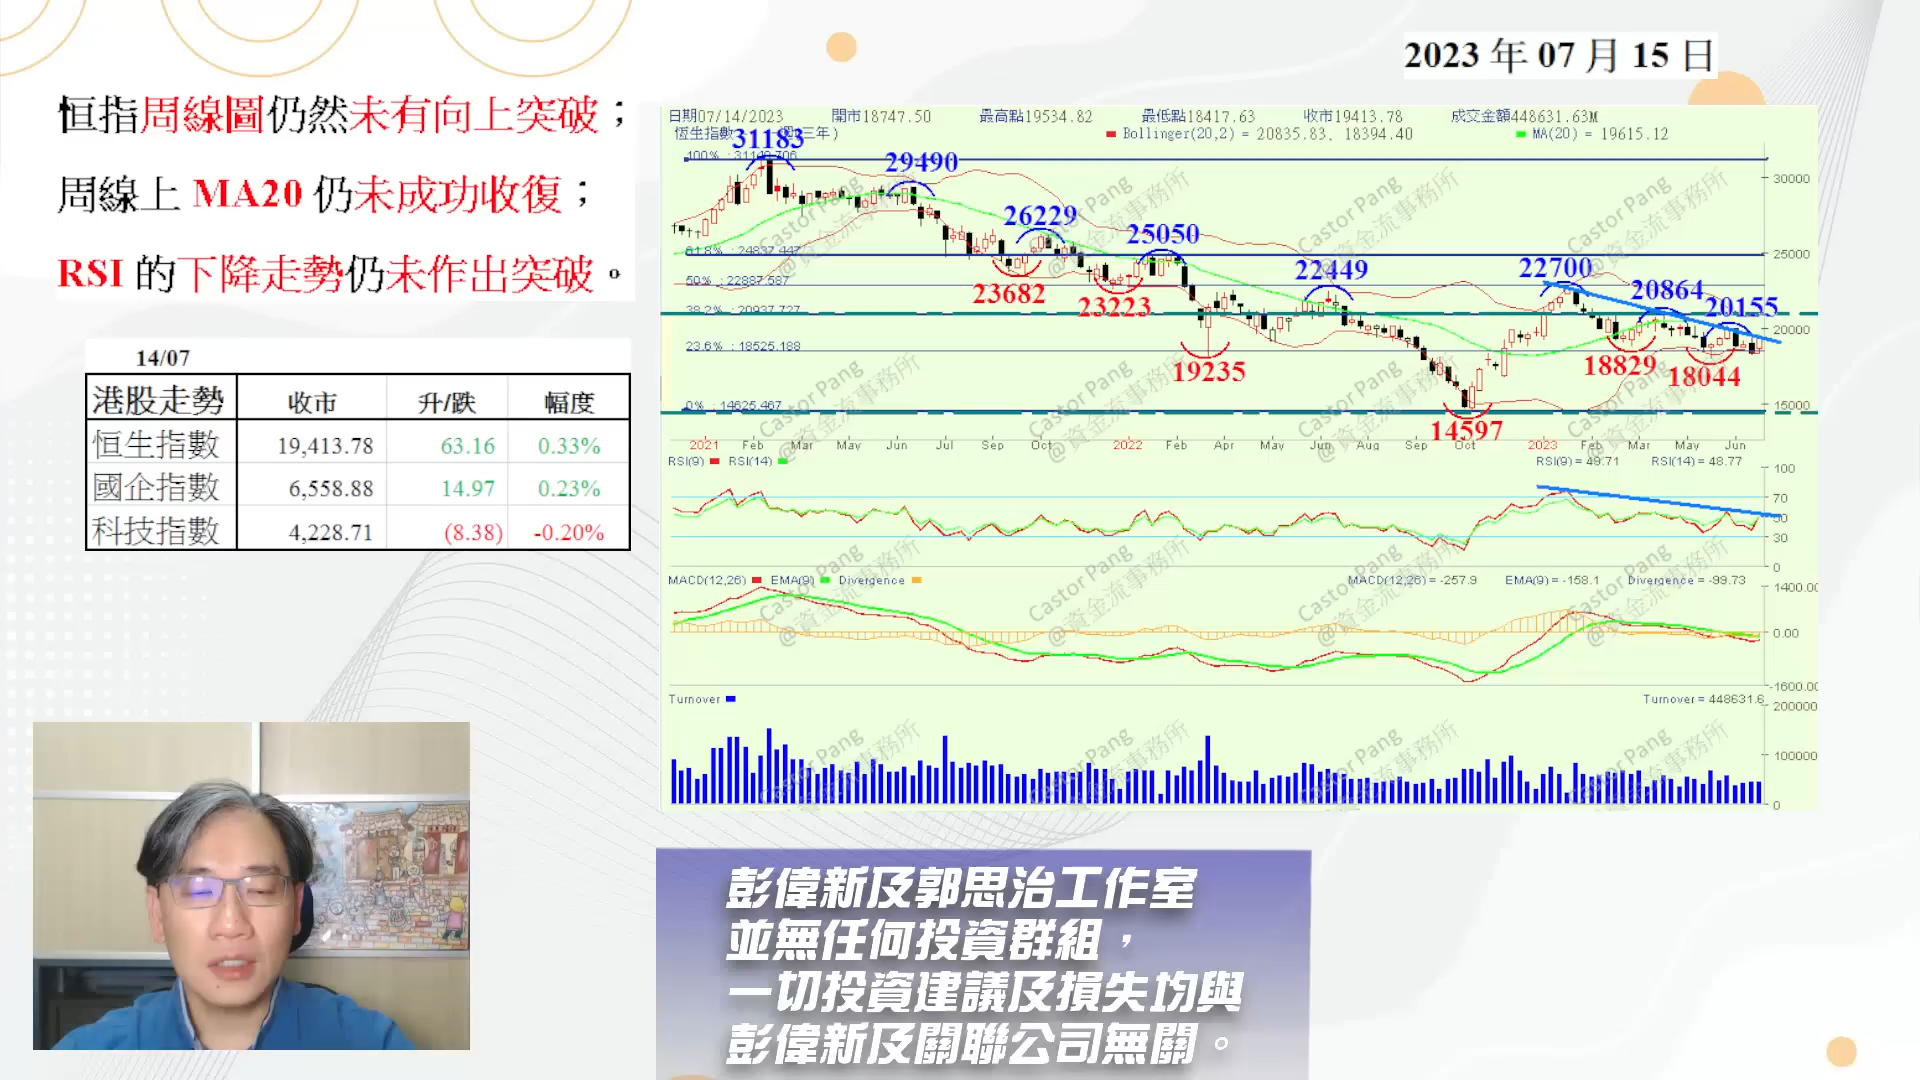 2023 年 07 月 15 日
恒指周線圖仍然未有向上突破；
周線上 MA20 仍未成功收復；
RSI 的下降走勢仍未作出突破。
14/07
港股走勢 收市 升/跌 幅度
恒生指數 19,413.78 63.16 0.33%
國企指數 6,558.88 14.97 0.23%
科技指數 4,228.71 (8.38) -0.20%
日期07/14/2023 開市18747.50 最高點19534.82 最低點18417.63 收市19413.78 成交金額448631.63M
Bollinger(20,2) = 20835.83, 18394.40 MA(20) = 19615.12
31183
29490
26229
25050
22449
22700
20864
20155
23682
23223
19235
18829
18044
14597
61.8% : 24837.447
50% : 22887.587
38.2% : 20937.727
23.6% : 18525.188
0% : 14625.467
30000
25000
20000
15000
2021 Feb Mar May Jun Jul Sep Oct 2022 Feb Apr May Jun Aug Sep Oct 2023 Feb Mar May Jun
RSI(9) RSI(14) RSI(9) = 49.71 RSI(14) = 48.77
100
70
50
30
0
MACD(12,26) EMA(9) Divergence MACD(12,26) = -257.9 EMA(9) = -158.1 Divergence = -99.73
1400.00
0.00
-1600.00
Turnover Turnover = 448631.6
200000
100000
0
Castor Pang
@資金流事務所
彭偉新及郭思治工作室
並無任何投資群組，
一切投資建議及損失均與
彭偉新及關聯公司無關。